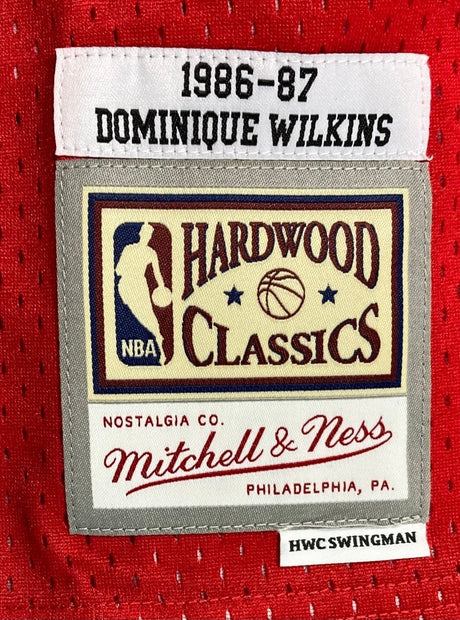 1986-87
DOMINIQUE WILKINS
HARDWOOD
CLASSICS
NBA
NOSTALGIA CO.
Mitchell & Ness
PHILADELPHIA, PA.
HWC SWINGMAN